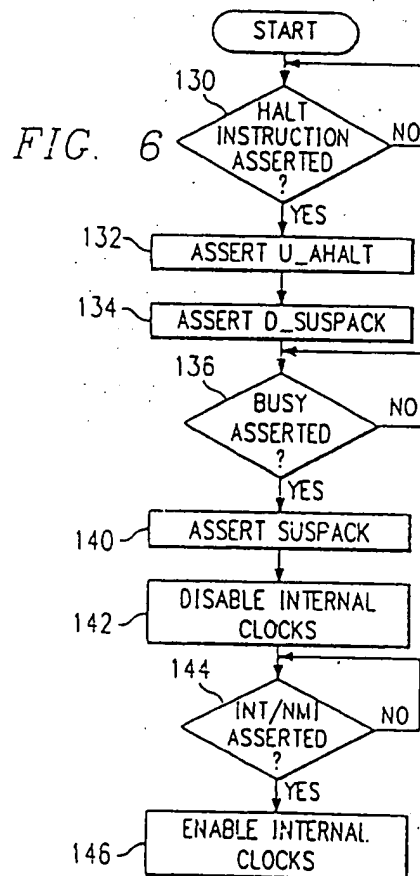 START
130
HALT
INSTRUCTION
ASSERTED
?
NO
FIG. 6
YES
132
ASSERT U_AHALT
134
ASSERT D_SUSPACK
136
BUSY
ASSERTED
?
NO
YES
140
ASSERT SUSPACK
142
DISABLE INTERNAL
CLOCKS
144
INT/NMI
ASSERTED
?
NO
YES
146
ENABLE INTERNAL
CLOCKS